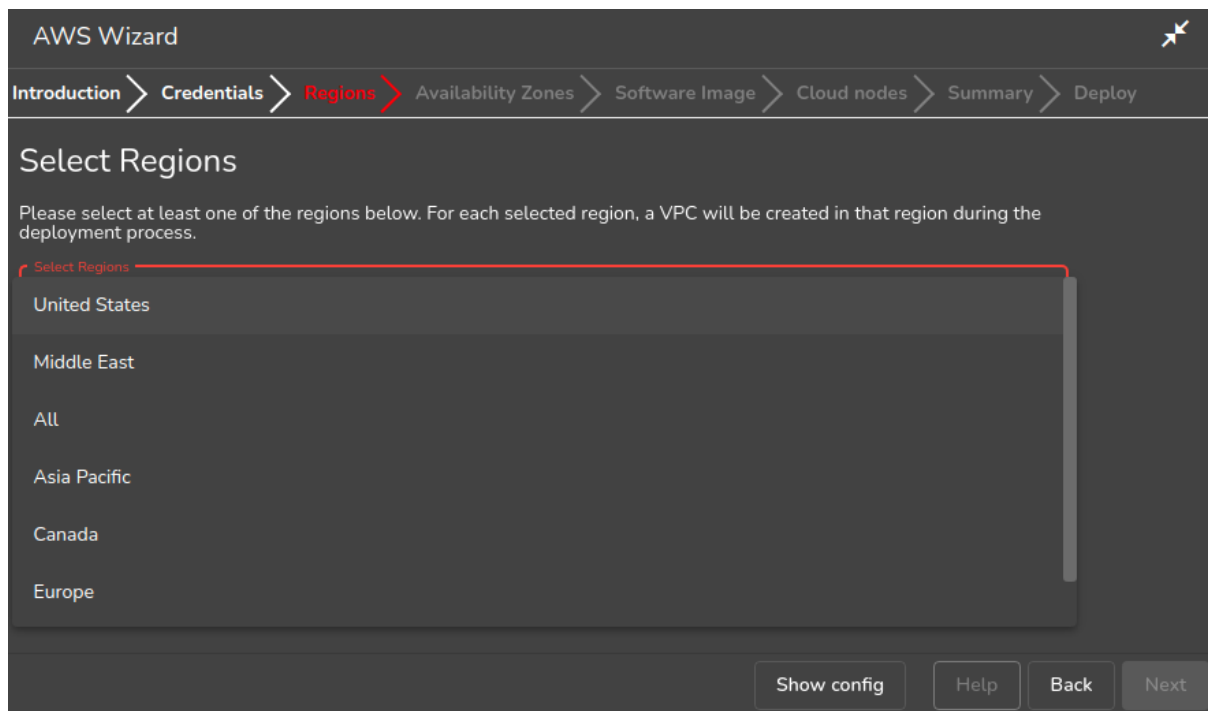 AWS Wizard
Introduction Credentials Regions Availability Zones Software Image Cloud nodes Summary Deploy
Select Regions
Please select at least one of the regions below. For each selected region, a VPC will be created in that region during the
deployment process.
Select Regions
United States
Middle East
All
Asia Pacific
Canada
Europe
Show config Help Back Next